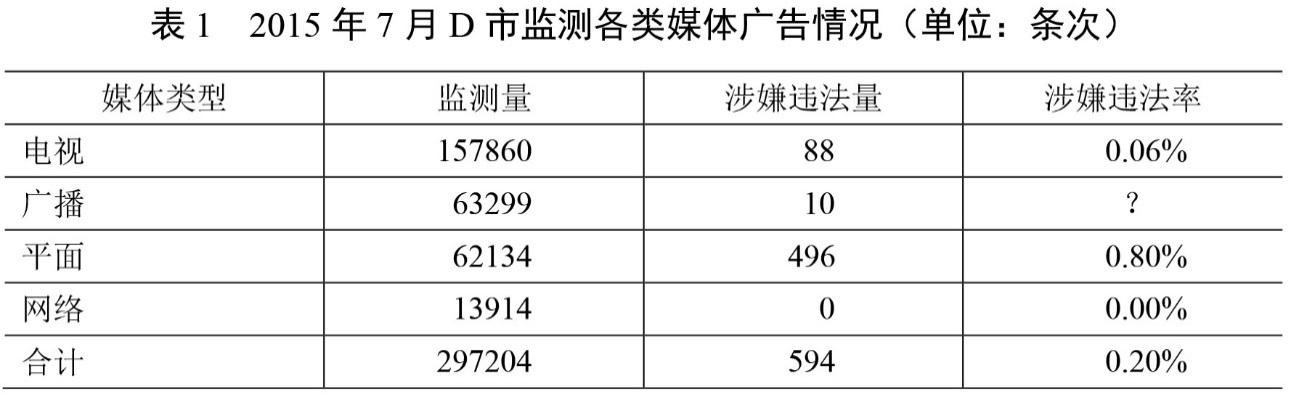 表 1 2015 年 7 月 D 市监测各类媒体广告情况（单位：条次）
媒体类型 监测量 涉嫌违法量 涉嫌违法率
电视 157860 88 0.06%
广播 63299 10 ？
平面 62134 496 0.80%
网络 13914 0 0.00%
合计 297204 594 0.20%